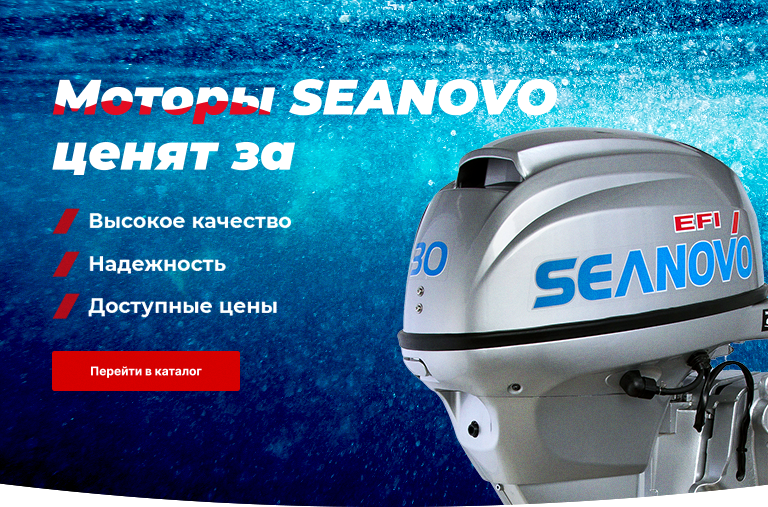 Моторы SEANOVO
ценят за
Высокое качество
Надежность
Доступные цены
Перейти в каталог
30
EFI
SEANOVO